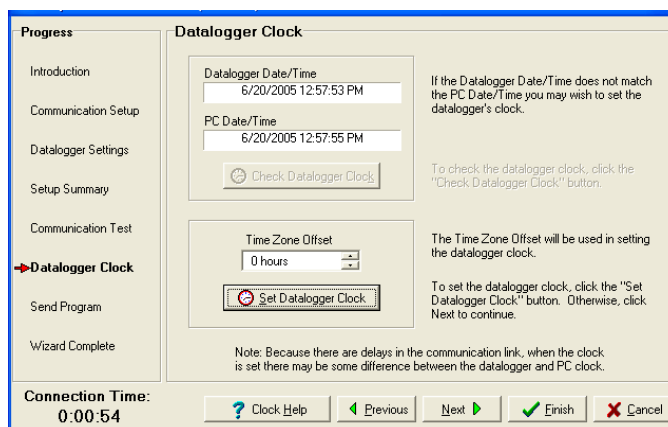 Progress
Introduction
Communication Setup
Datalogger Settings
Setup Summary
Communication Test
Datalogger Clock
Send Program
Wizard Complete
Connection Time:
0:00:54
Datalogger Clock
Datalogger Date/Time
6/20/2005 12:57:53 PM
PC Date/Time
6/20/2005 12:57:55 PM
Check Datalogger Clock
If the Datalogger Date/Time does not match
the PC Date/Time you may wish to set the
datalogger's clock.
To check the datalogger clock, click the
"Check Datalogger Clock" button.
Time Zone Offset
0 hours
Set Datalogger Clock
The Time Zone Offset will be used in setting
the datalogger clock.
To set the datalogger clock, click the "Set
Datalogger Clock" button. Otherwise, click
Next to continue.
Note: Because there are delays in the communication link, when the clock
is set there may be some difference between the datalogger and PC clock.
? Clock Help
Previous
Next
Finish
Cancel